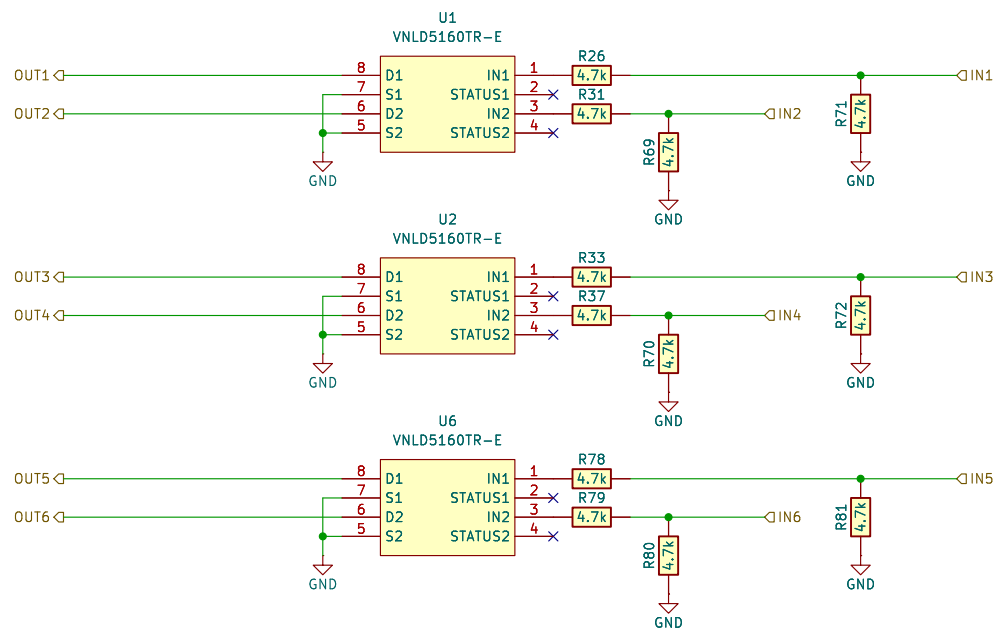 U1
VNLD5160TR-E
R26
OUT1 8 D1 IN1 1 4.7k IN1
7 S1 STATUS1 2 R31
OUT2 6 D2 IN2 3 4.7k IN2
5 S2 STATUS2 4
R71 4.7k
R69 4.7k
GND
GND
GND
U2
VNLD5160TR-E
R33
OUT3 8 D1 IN1 1 4.7k IN3
7 S1 STATUS1 2 R37
OUT4 6 D2 IN2 3 4.7k IN4
5 S2 STATUS2 4
R72 4.7k
R70 4.7k
GND
GND
GND
U6
VNLD5160TR-E
R78
OUT5 8 D1 IN1 1 4.7k IN5
7 S1 STATUS1 2 R79
OUT6 6 D2 IN2 3 4.7k IN6
5 S2 STATUS2 4
R81 4.7k
R80 4.7k
GND
GND
GND